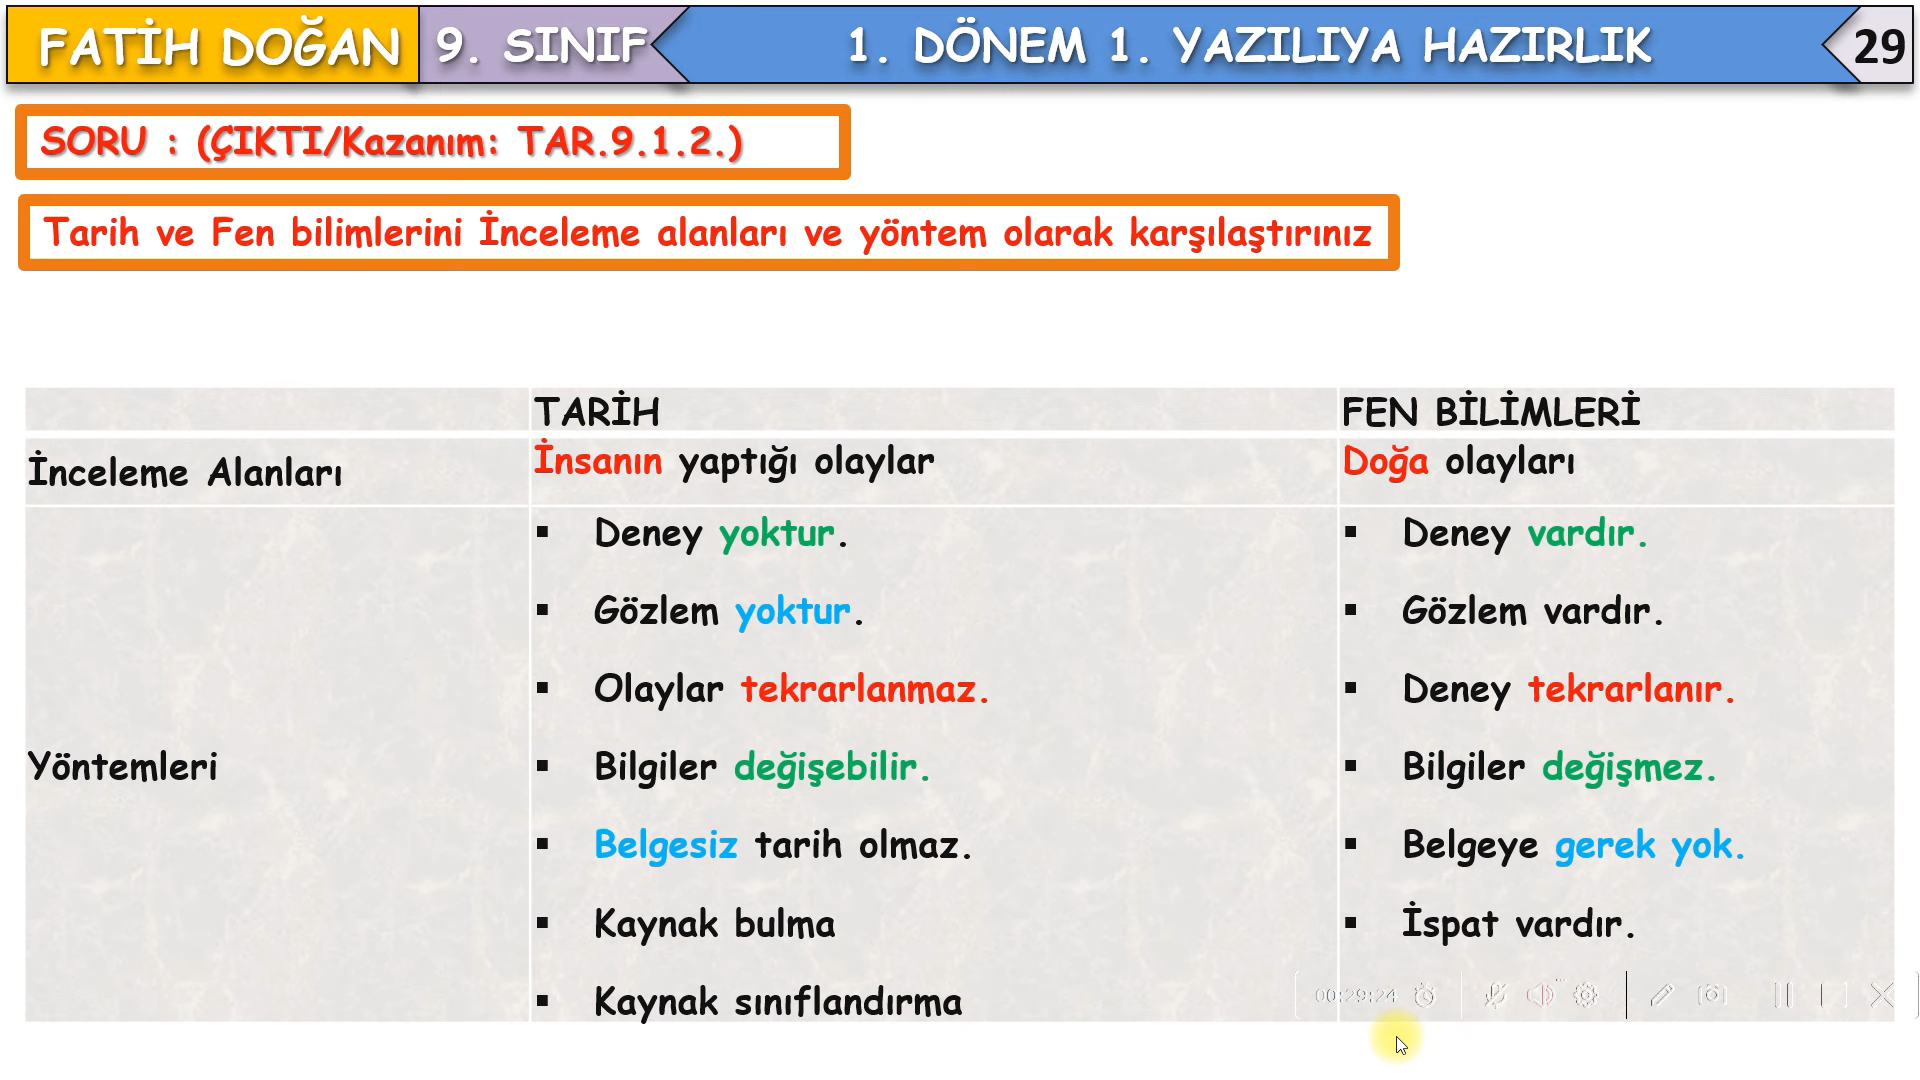 FATİH DOĞAN
9. SINIF
1. DÖNEM 1. YAZILIYA HAZIRLIK
29
SORU : (ÇIKTI/Kazanım: TAR.9.1.2.)
Tarih ve Fen bilimlerini İnceleme alanları ve yöntem olarak karşılaştırınız
TARİH
FEN BİLİMLERİ
İnceleme Alanları
İnsanın yaptığı olaylar
Doğa olayları
Yöntemleri
▪ Deney yoktur.
▪ Gözlem yoktur.
▪ Olaylar tekrarlanmaz.
▪ Bilgiler değişebilir.
▪ Belgesiz tarih olmaz.
▪ Kaynak bulma
▪ Kaynak sınıflandırma
▪ Deney vardır.
▪ Gözlem vardır.
▪ Deney tekrarlanır.
▪ Bilgiler değişmez.
▪ Belgeye gerek yok.
▪ İspat vardır.
00:29:24